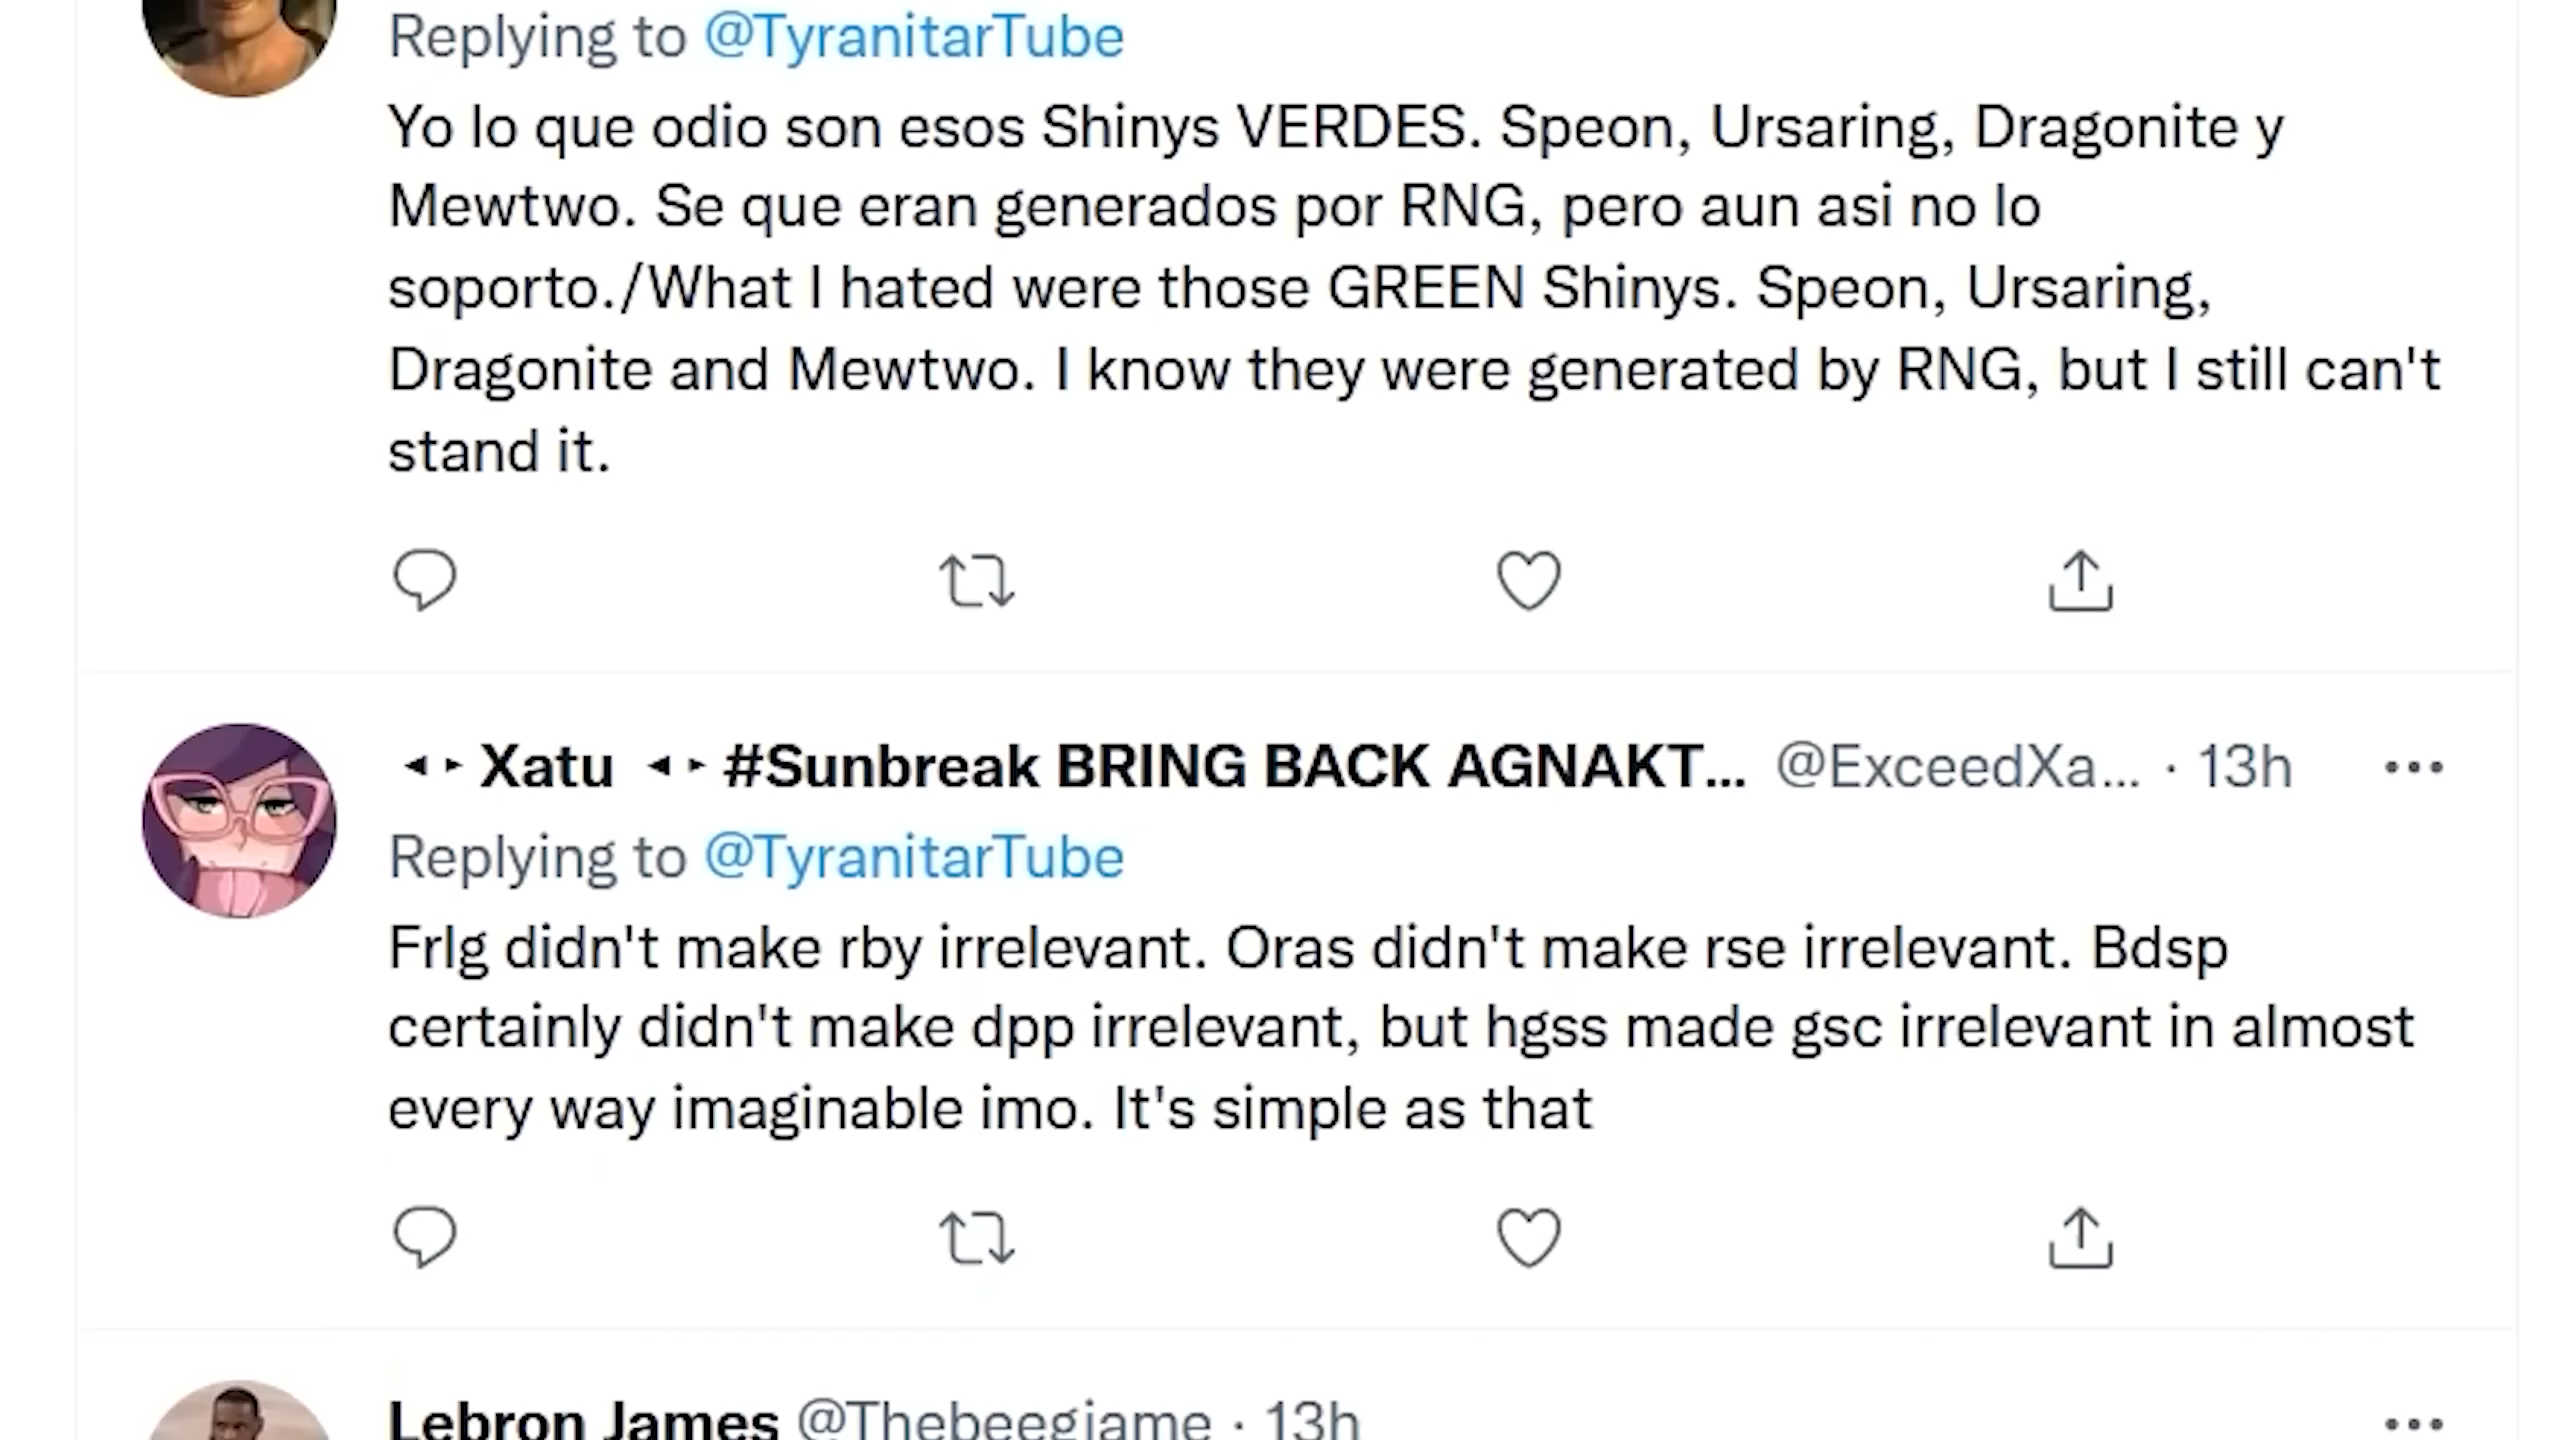 Replying to @TyranitarTube
Yo lo que odio son esos Shinys VERDES. Speon, Ursaring, Dragonite y
Mewtwo. Se que eran generados por RNG, pero aun asi no lo
soporto./What I hated were those GREEN Shinys. Speon, Ursaring,
Dragonite and Mewtwo. I know they were generated by RNG, but I still can't
stand it.
Xatu #Sunbreak BRING BACK AGNAKT... @ExceedXa... · 13h
Replying to @TyranitarTube
Frlg didn't make rby irrelevant. Oras didn't make rse irrelevant. Bdsp
certainly didn't make dpp irrelevant, but hgss made gsc irrelevant in almost
every way imaginable imo. It's simple as that
Lebron James @Thebeegjame · 13h